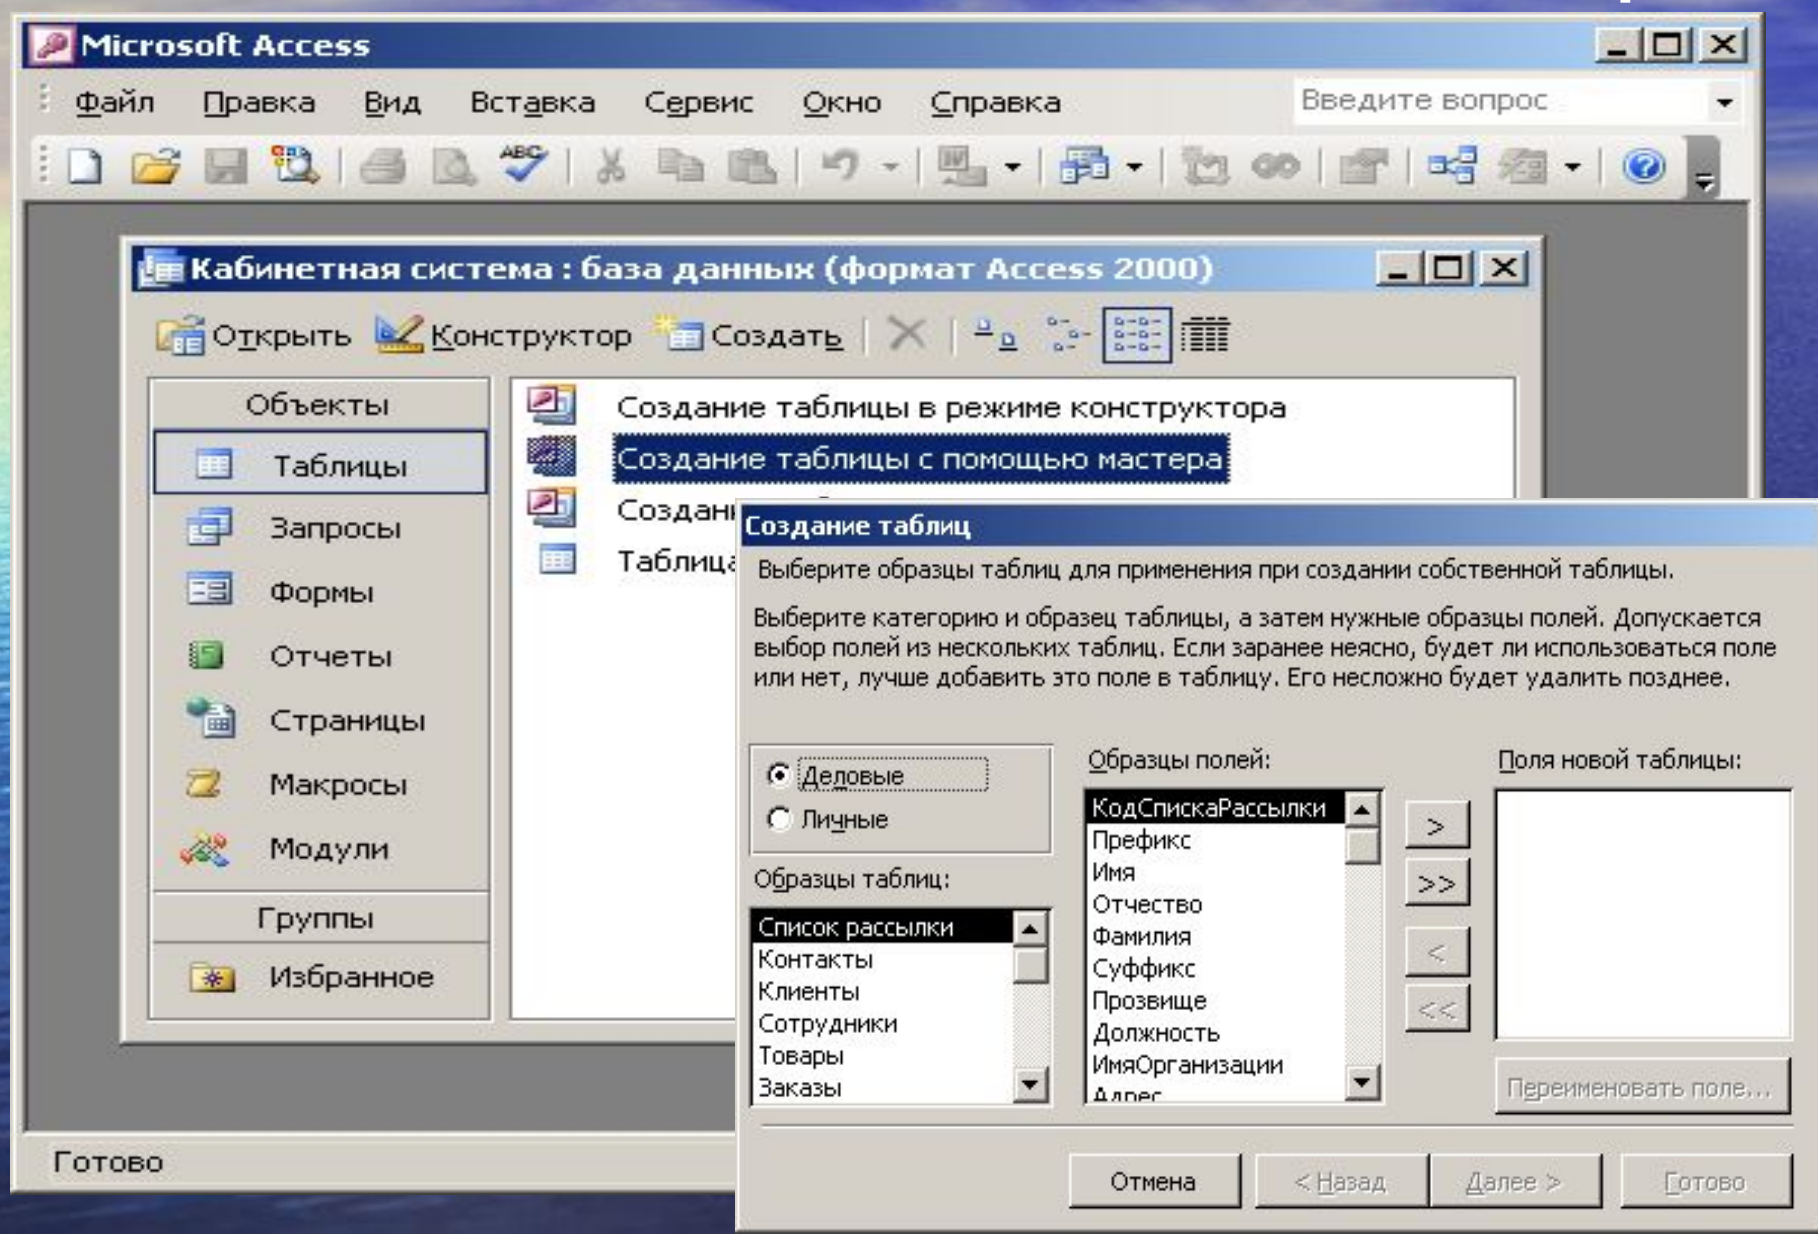 Microsoft Access
Файл Правка Вид Вставка Сервис Окно Справка Введите вопрос
ABC
Кабинетная система : база данных (формат Access 2000)
Открыть Конструктор Создать
Объекты
Таблицы
Запросы
Формы
Отчеты
Страницы
Макросы
Модули
Группы
Избранное
Создание таблицы в режиме конструктора
Создание таблицы с помощью мастера
Таблица
Создание таблиц
Выберите образцы таблиц для применения при создании собственной таблицы.
Выберите категорию и образец таблицы, а затем нужные образцы полей. Допускается
выбор полей из нескольких таблиц. Если заранее неясно, будет ли использоваться поле
или нет, лучше добавить это поле в таблицу. Его несложно будет удалить позднее.
Деловые
Личные
Образцы таблиц:
Список рассылки
Контакты
Клиенты
Сотрудники
Товары
Заказы
Образцы полей:
КодСпискаРассылки
Префикс
Имя
Отчество
Фамилия
Суффикс
Прозвище
Должность
ИмяОрганизации
Адрес
>
>>
<
<<
Поля новой таблицы:
Переименовать поле...
Отмена < Назад Далее > Готово
Готово